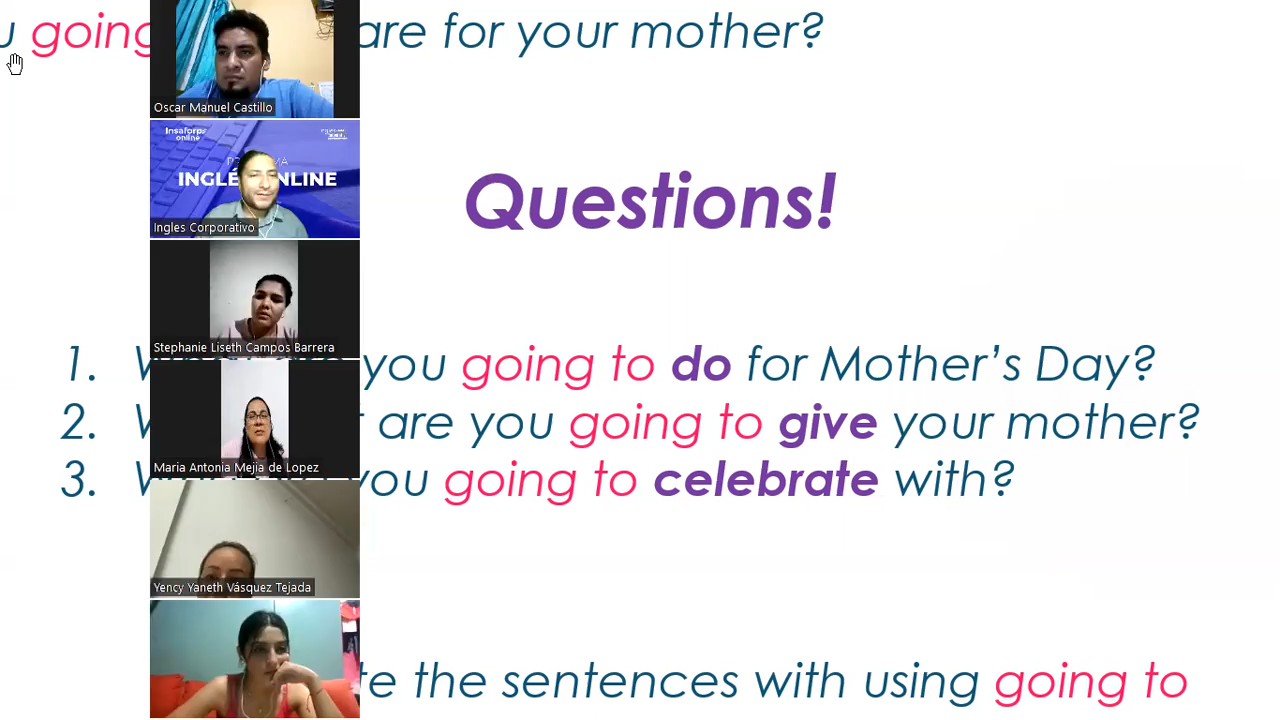 going are for your mother?
Oscar Manuel Castillo
Insaforp
online
INGLÉ NLINE
Ingles Corporativo
Questions!
Stephanie Liseth Campos Barrera
1. you going to do for Mother's Day?
2. are you going to give your mother?
3. you going to celebrate with?
Maria Antonia Mejia de Lopez
Yency Yaneth Vásquez Tejada
the sentences with using going to